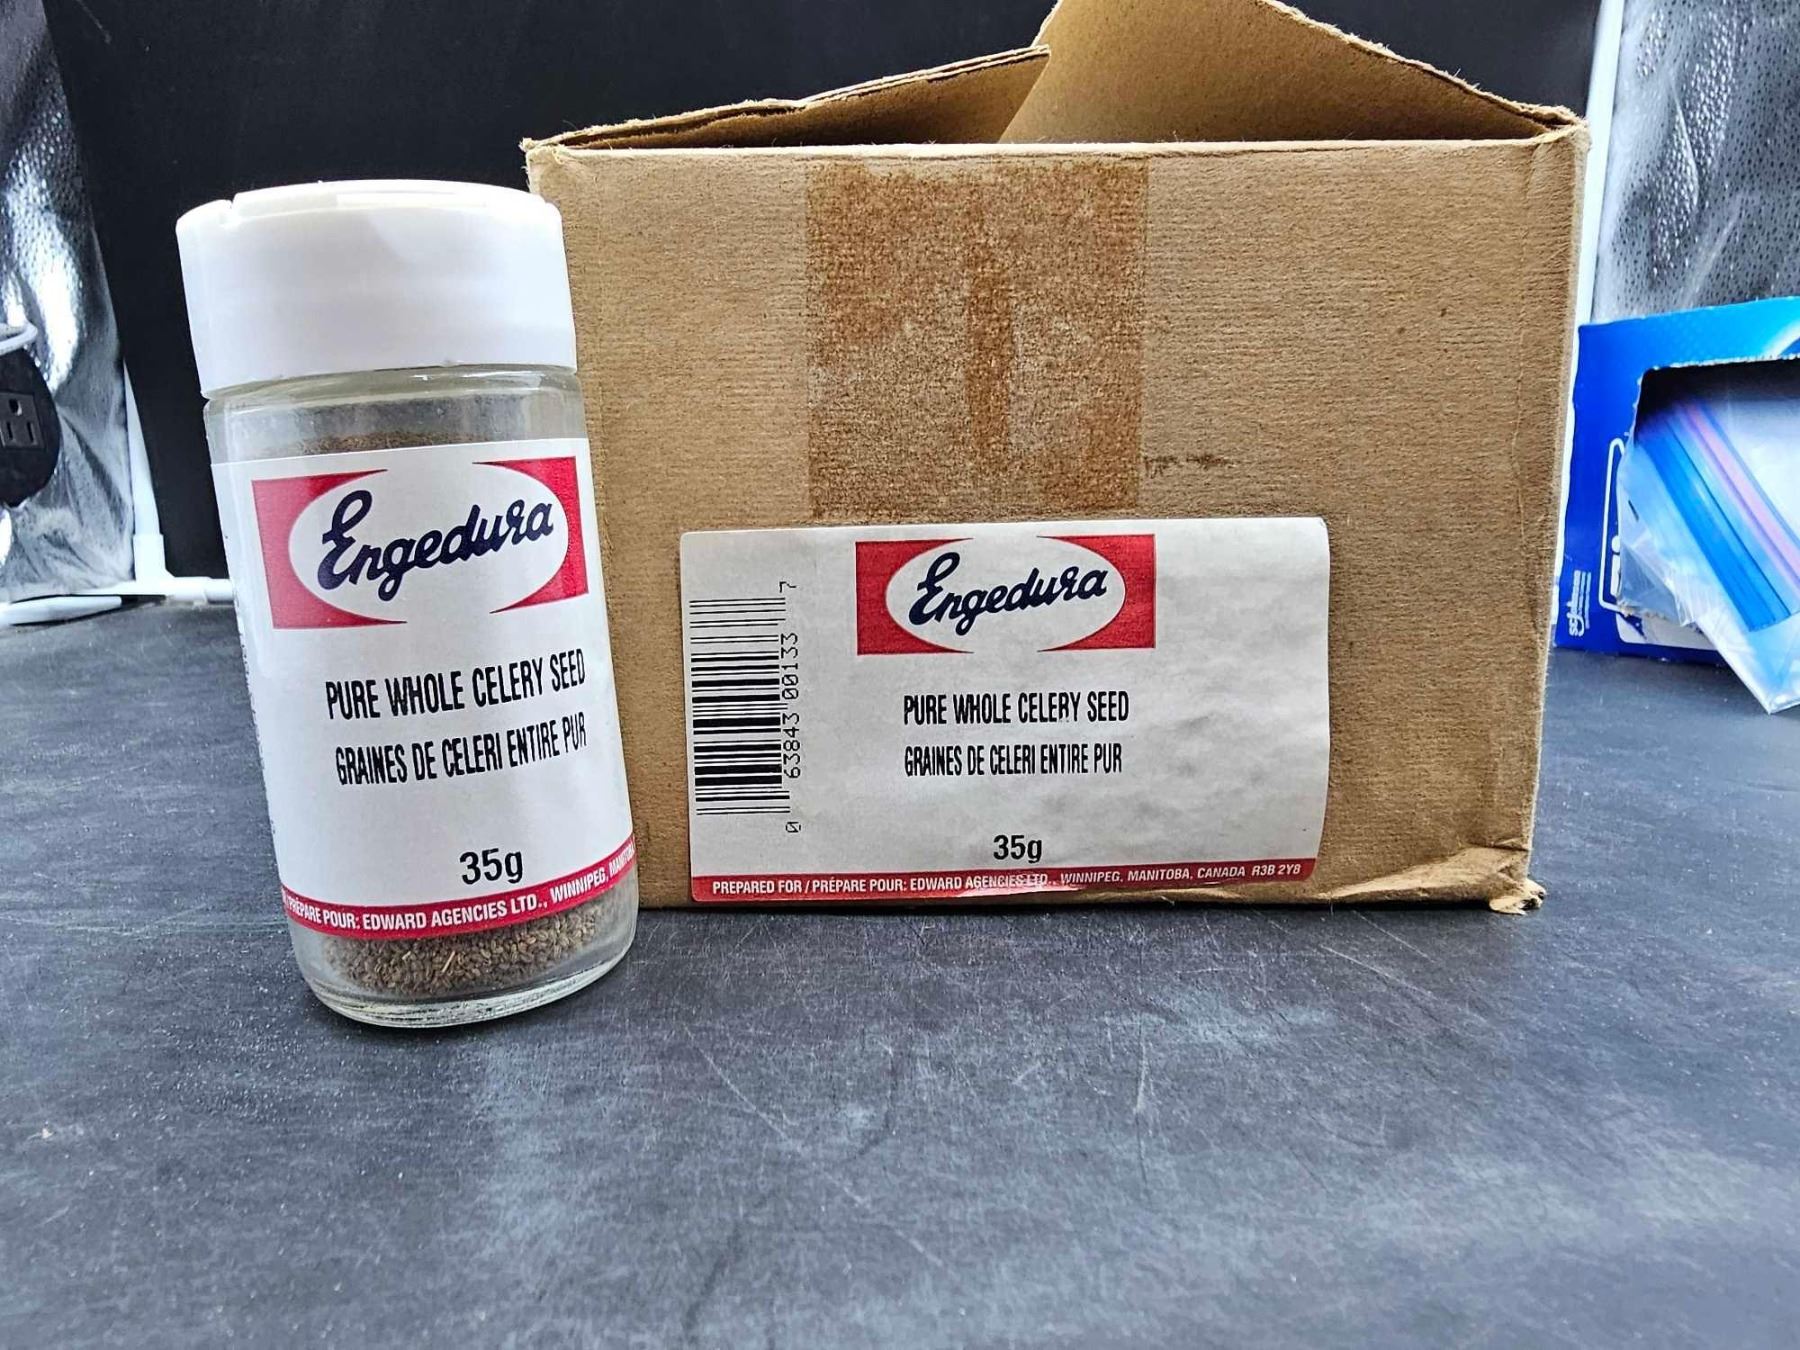 Engedura
PURE WHOLE CELERY SEED
GRAINES DE CELERI ENTIRE PUR
35g
PRÉPARE POUR: EDWARD AGENCIES LTD., WINNIPEG,
Engedura
PURE WHOLE CELERY SEED
GRAINES DE CELERI ENTIRE PUR
35g
PREPARED FOR / PRÉPARE POUR: EDWARD AGENCIES LTD., WINNIPEG, MANITOBA, CANADA R3B 2Y8
0 63843 00133 7